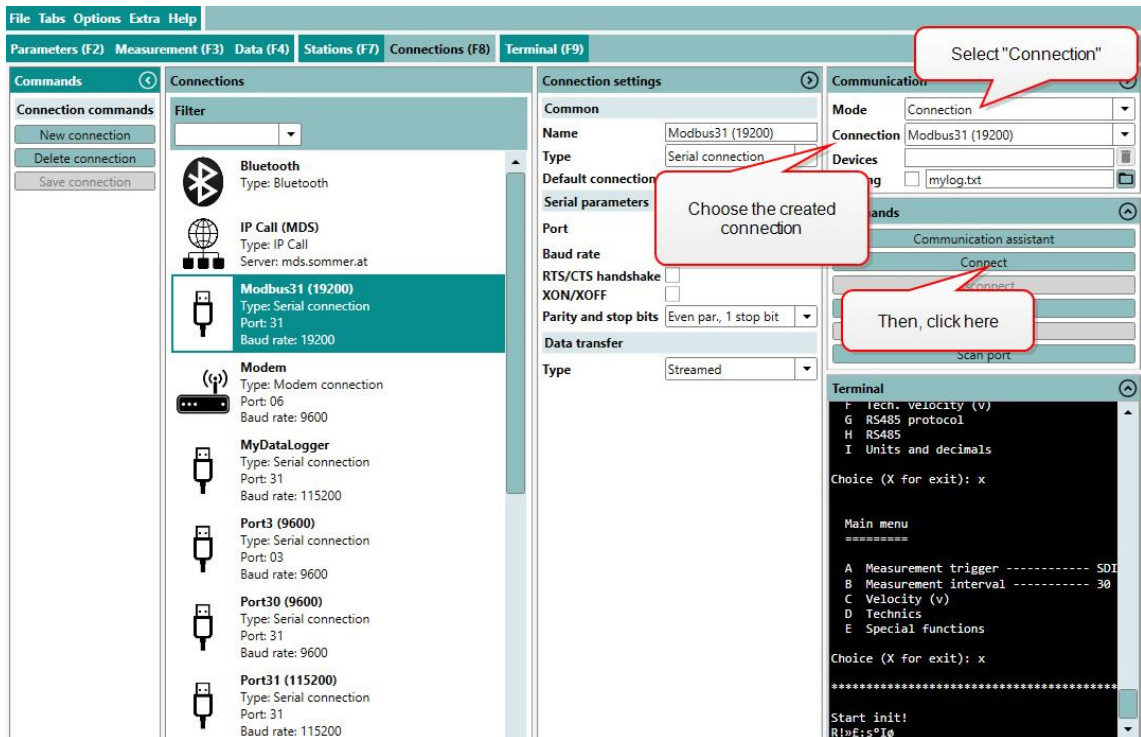 File Tabs Options Extra Help
Parameters (F2) Measurement (F3) Data (F4) Stations (F7) Connections (F8) Terminal (F9)
Select "Connection"
Commands
Connection commands
New connection
Delete connection
Save connection
Connections
Filter
Bluetooth
Type: Bluetooth
IP Call (MDS)
Type: IP Call
Server: mds.sommer.at
Modbus31 (19200)
Type: Serial connection
Port: 31
Baud rate: 19200
Modem
Type: Modem connection
Port: 06
Baud rate: 9600
MyDataLogger
Type: Serial connection
Port: 31
Baud rate: 115200
Port3 (9600)
Type: Serial connection
Port: 03
Baud rate: 9600
Port30 (9600)
Type: Serial connection
Port: 31
Baud rate: 9600
Port31 (115200)
Type: Serial connection
Port: 31
Baud rate: 115200
Connection settings
Common
Name Modbus31 (19200)
Type Serial connection
Default connection
Serial parameters
Port
Baud rate
RTS/CTS handshake
XON/XOFF
Parity and stop bits Even par., 1 stop bit
Data transfer
Type Streamed
Choose the created
connection
Communication
Mode Connection
Connection Modbus31 (19200)
Devices
mylog.txt
Communication assistant
Connect
Then, click here
Scan port
Terminal
F Tech. velocity (v)
G RS485 protocol
H RS485
I Units and decimals
Choice (X for exit): x
Main menu
=========
A Measurement trigger ------------ SDI
B Measurement interval ----------- 30
C Velocity (v)
D Technics
E Special functions
Choice (X for exit): x
*****************************************
Start init!
R!»£:s°Iø